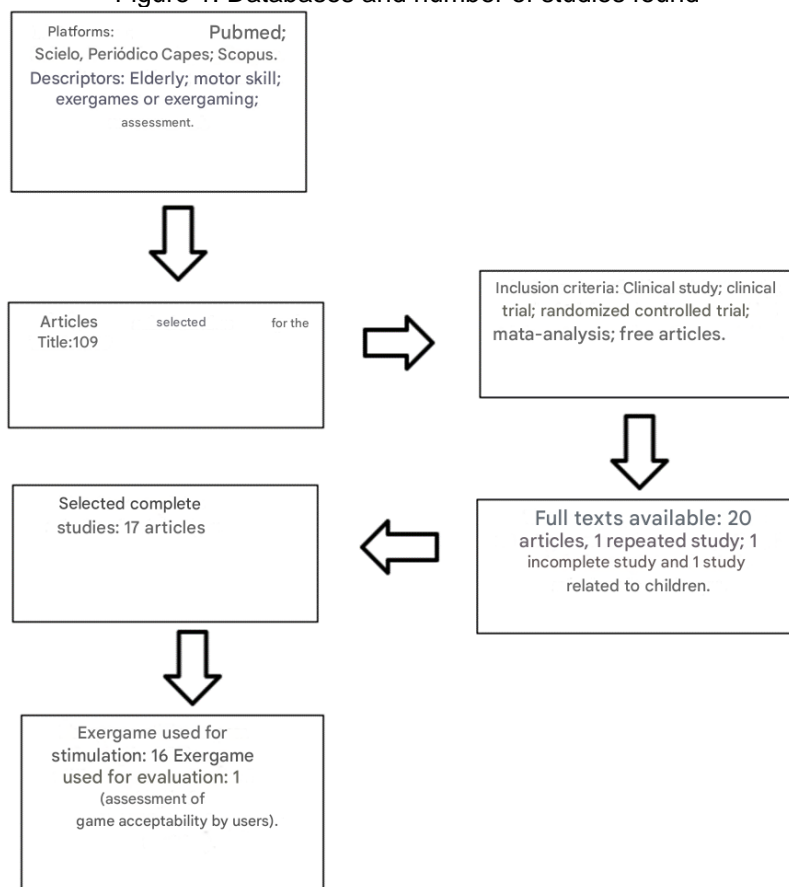 Figure 1. Databases and number of studies found
Platforms: Pubmed;
Scielo, Periódico Capes; Scopus.
Descriptors: Elderly; motor skill;
exergames or exergaming;
assessment.
Articles selected for the
Title:109
Inclusion criteria: Clinical study; clinical
trial; randomized controlled trial;
mata-analysis; free articles.
Full texts available: 20
articles, 1 repeated study; 1
incomplete study and 1 study
related to children.
Selected complete
studies: 17 articles
Exergame used for
stimulation: 16 Exergame
used for evaluation: 1
(assessment of
game acceptability by users).